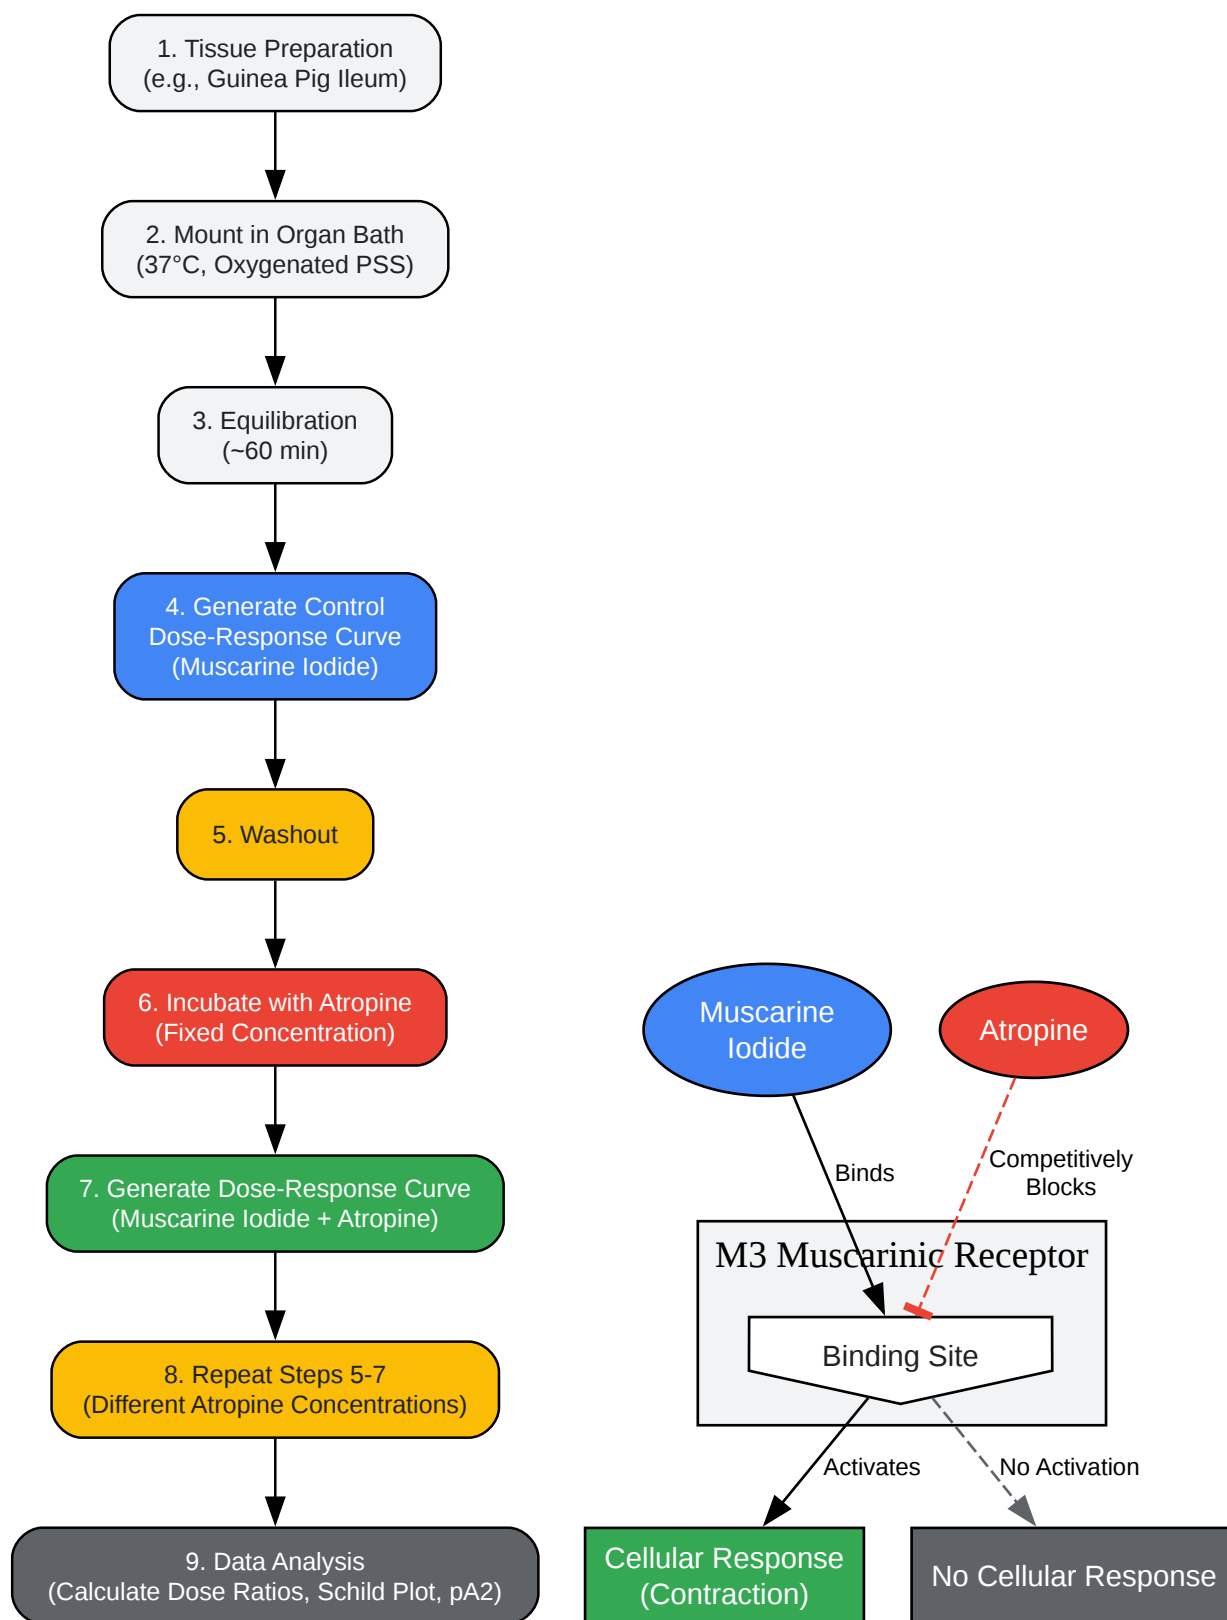 1. Tissue Preparation
(e.g., Guinea Pig Ileum)
2. Mount in Organ Bath
(37°C, Oxygenated PSS)
3. Equilibration
(~60 min)
4. Generate Control
Dose-Response Curve
(Muscarine Iodide)
5. Washout
6. Incubate with Atropine
(Fixed Concentration)
7. Generate Dose-Response Curve
(Muscarine Iodide + Atropine)
8. Repeat Steps 5-7
(Different Atropine Concentrations)
9. Data Analysis
(Calculate Dose Ratios, Schild Plot, pA2)
Muscarine
Iodide
Atropine
Binds
Competitively
Blocks
M3 Muscarinic Receptor
Binding Site
Activates
No Activation
Cellular Response
(Contraction)
No Cellular Response